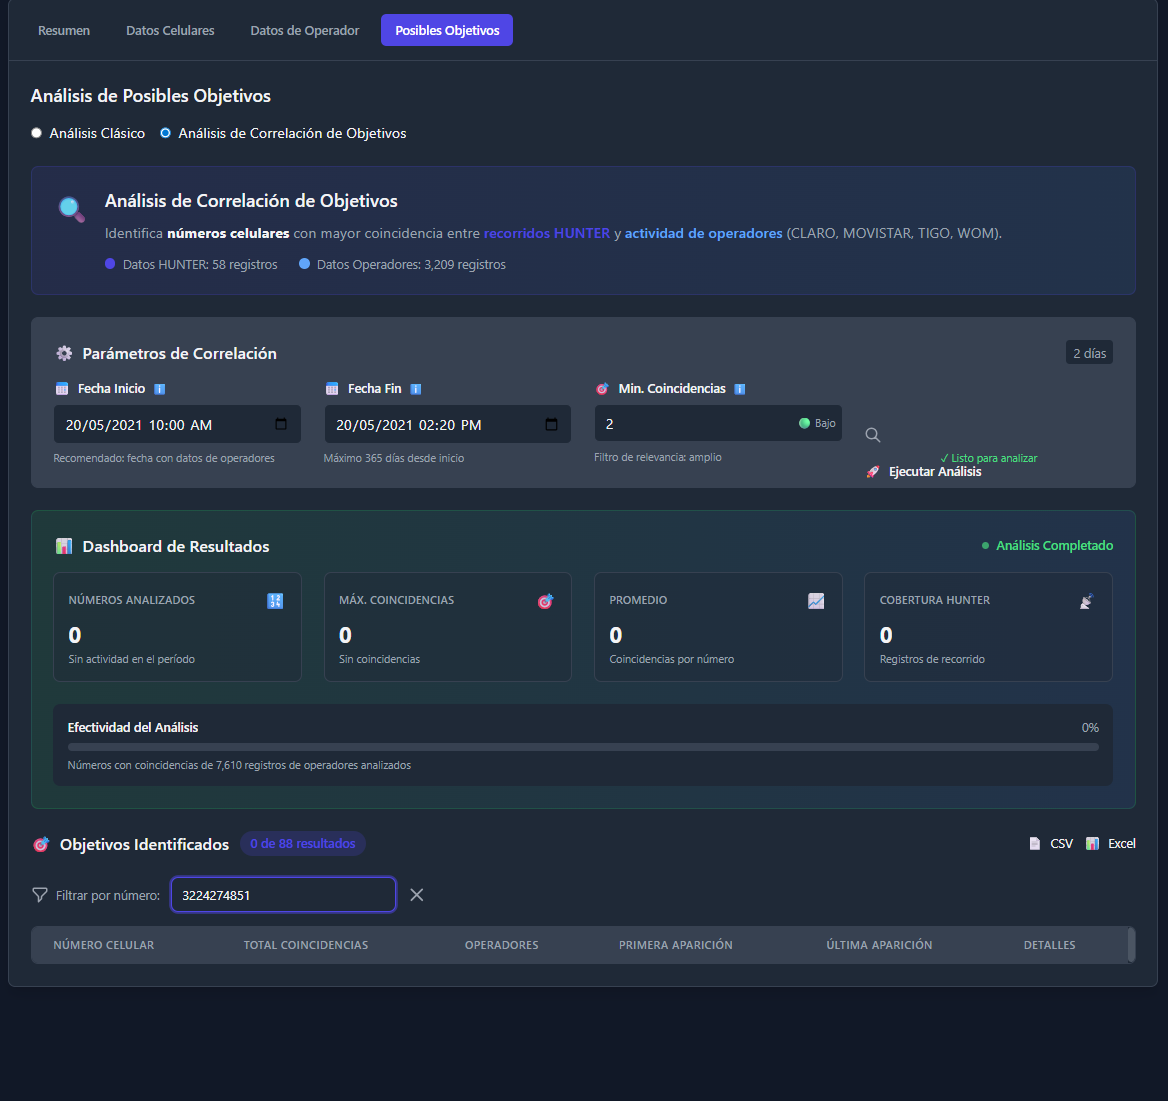 Resumen
Datos Celulares
Datos de Operador
Posibles Objetivos
Análisis de Posibles Objetivos
Análisis Clásico
Análisis de Correlación de Objetivos
Análisis de Correlación de Objetivos
Identifica números celulares con mayor coincidencia entre recorridos HUNTER y actividad de operadores (CLARO, MOVISTAR, TIGO, WOM).
Datos HUNTER: 58 registros
Datos Operadores: 3,209 registros
Parámetros de Correlación
2 días
Fecha Inicio
Fecha Fin
Min. Coincidencias
20/05/2021 10:00 AM
20/05/2021 02:20 PM
2
Bajo
Recomendado: fecha con datos de operadores
Máximo 365 días desde inicio
Filtro de relevancia: amplio
✓ Listo para analizar
Ejecutar Análisis
Dashboard de Resultados
Análisis Completado
NÚMEROS ANALIZADOS
0
Sin actividad en el período
MÁX. COINCIDENCIAS
0
Sin coincidencias
PROMEDIO
0
Coincidencias por número
COBERTURA HUNTER
0
Registros de recorrido
Efectividad del Análisis
0%
Números con coincidencias de 7,610 registros de operadores analizados
Objetivos Identificados
0 de 88 resultados
CSV
Excel
Filtrar por número:
3224274851
NÚMERO CELULAR
TOTAL COINCIDENCIAS
OPERADORES
PRIMERA APARICIÓN
ÚLTIMA APARICIÓN
DETALLES